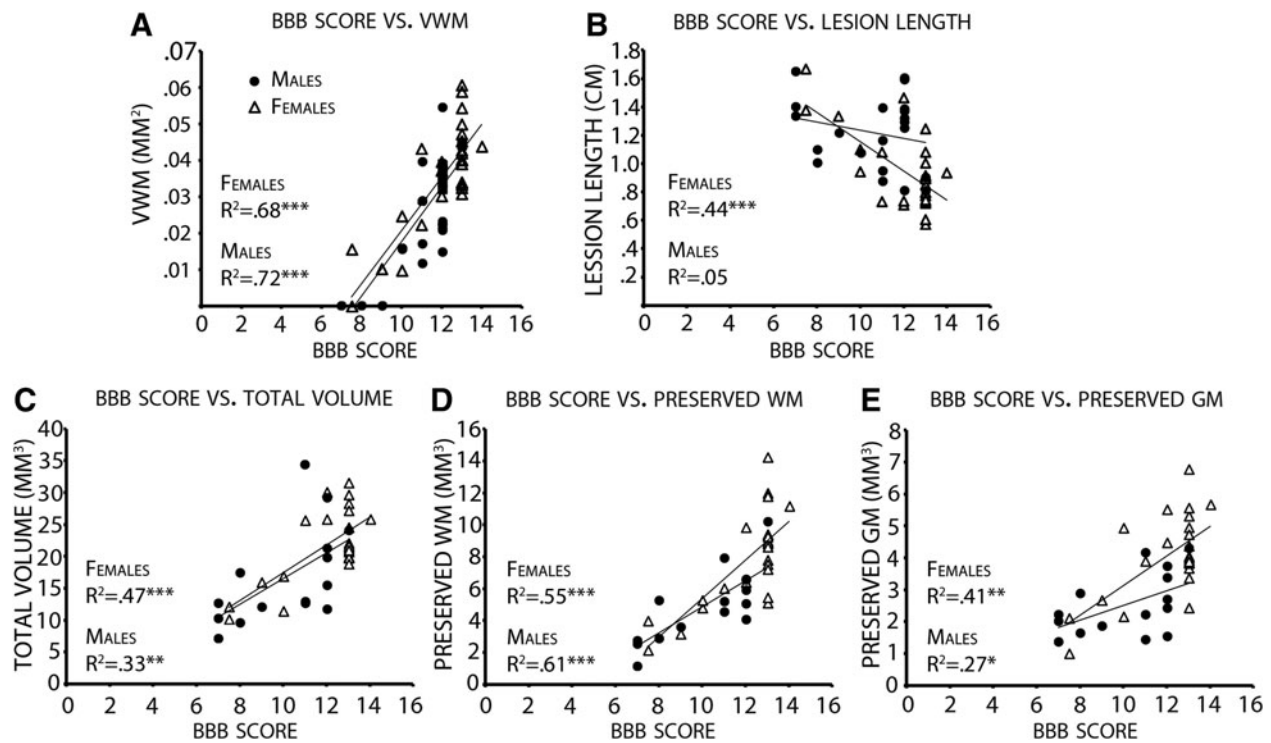 A
BBB SCORE VS. VWM
.07
.06
.05
.04
.03
.02
.01
VWM (MM²)
MALES
FEMALES
FEMALES
R²=.68***
MALES
R²=.72***
0 2 4 6 8 10 12 14 16
BBB SCORE
B
BBB SCORE VS. LESION LENGTH
1.8
1.6
1.4
1.2
1.0
.8
.6
.4
.2
LESSION LENGTH (CM)
FEMALES
R²=.44***
MALES
R²=.05
0 2 4 6 8 10 12 14 16
BBB SCORE
C
BBB SCORE VS. TOTAL VOLUME
40
35
30
25
20
15
10
5
0
TOTAL VOLUME (MM³)
FEMALES
R²=.47***
MALES
R²=.33**
0 2 4 6 8 10 12 14 16
BBB SCORE
D
BBB SCORE VS. PRESERVED WM
16
14
12
10
8
6
4
2
0
PRESERVED WM (MM³)
FEMALES
R²=.55***
MALES
R²=.61***
0 2 4 6 8 10 12 14 16
BBB SCORE
E
BBB SCORE VS. PRESERVED GM
8
7
6
5
4
3
2
1
0
PRESERVED GM (MM³)
FEMALES
R²=.41**
MALES
R²=.27*
0 2 4 6 8 10 12 14 16
BBB SCORE